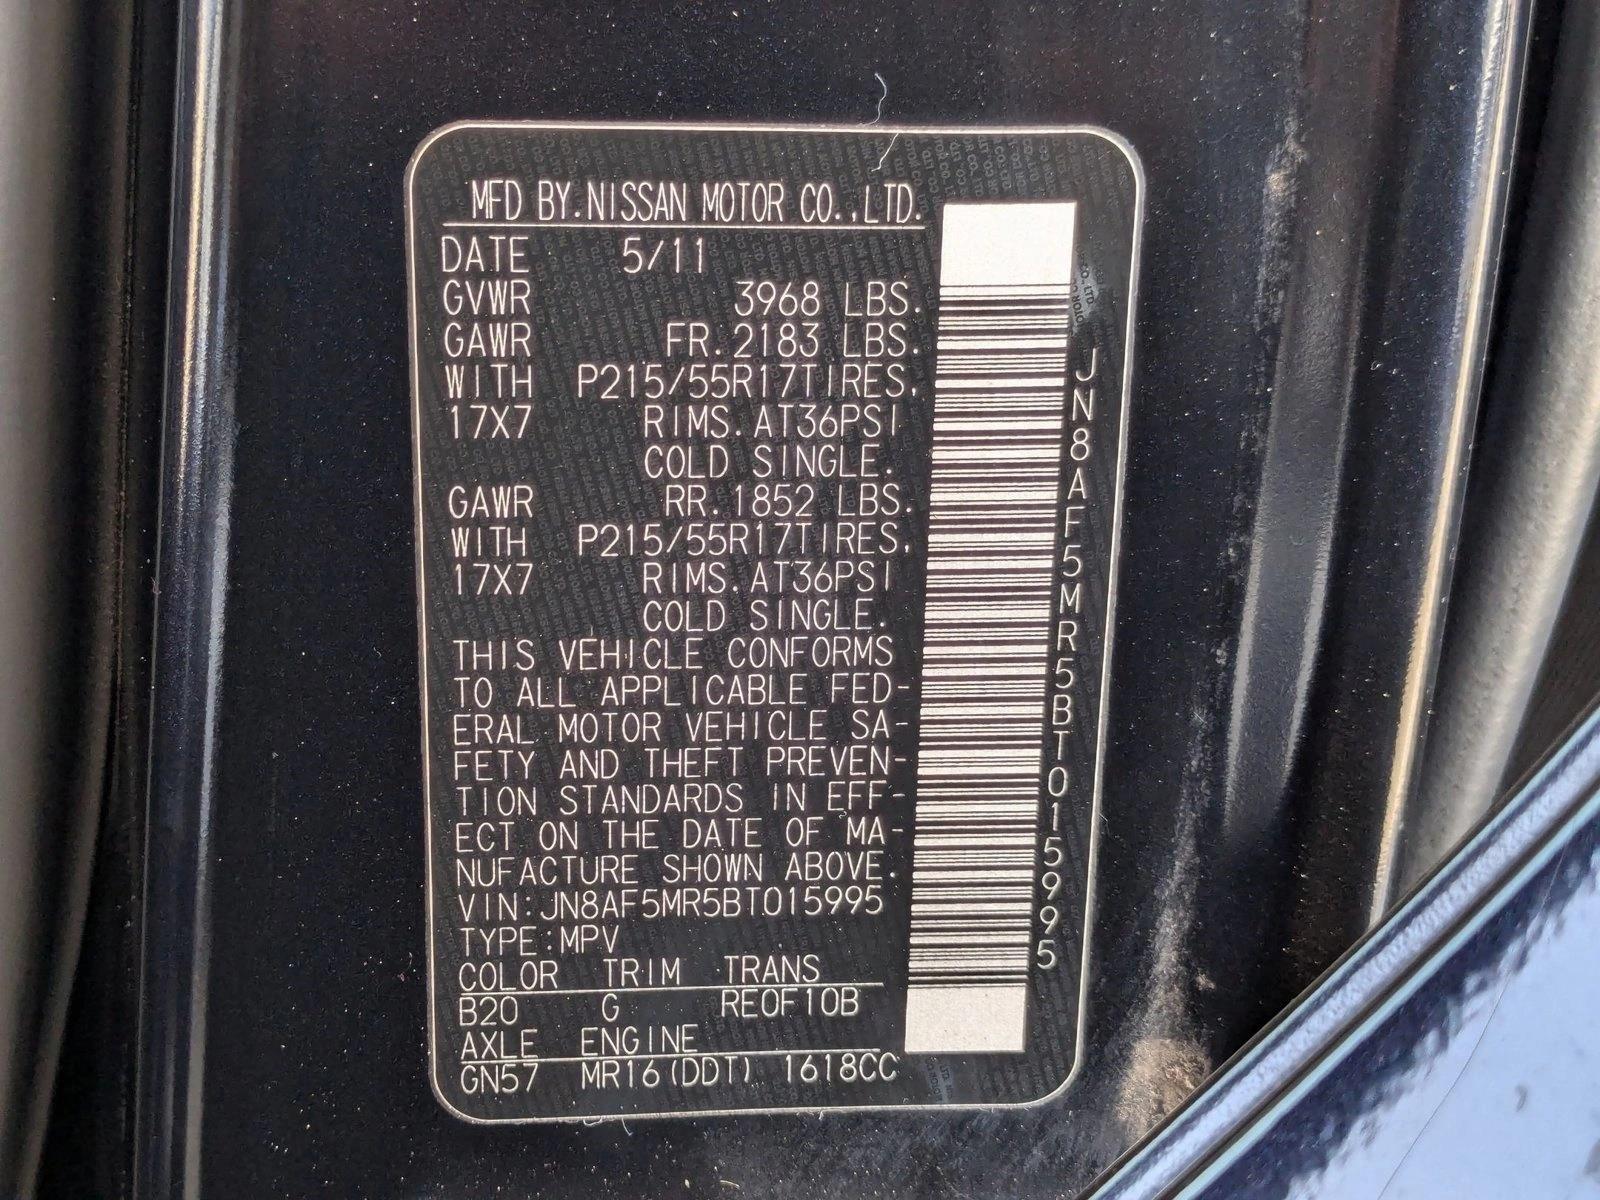 MFD BY.NISSAN MOTOR CO.,LTD.
DATE 5/11
GVWR 3968 LBS.
GAWR FR.2183 LBS.
WITH P215/55R17TIRES,
17X7 RIMS.AT36PSI
COLD SINGLE.
GAWR RR.1852 LBS.
WITH P215/55R17TIRES,
17X7 RIMS.AT36PSI
COLD SINGLE.
THIS VEHICLE CONFORMS
TO ALL APPLICABLE FED-
ERAL MOTOR VEHICLE SA-
FETY AND THEFT PREVEN-
TION STANDARDS IN EFF-
ECT ON THE DATE OF MA-
NUFACTURE SHOWN ABOVE.
VIN:JN8AF5MR5BT015995
TYPE:MPV
COLOR TRIM TRANS
B20 G RE0F10B
AXLE ENGINE
GN57 MR16(DDT) 1618CC
JN8AF5MR5BT015995